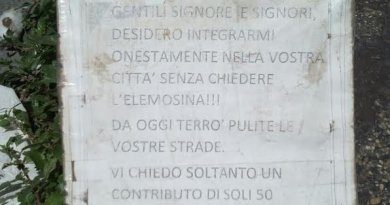 GENTILI SIGNORE E SIGNORI,
DESIDERO INTEGRARMI
ONESTAMENTE NELLA VOSTRA
CITTA' SENZA CHIEDERE
L'ELEMOSINA!!!
DA OGGI TERRO' PULITE LE
VOSTRE STRADE.
VI CHIEDO SOLTANTO UN
CONTRIBUTO DI SOLI 50